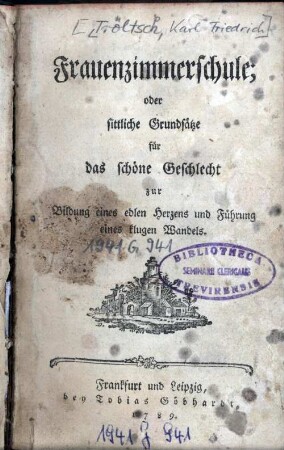 [Tröltsch, Karl Friedrich]
Frauenzimmerschule;
oder
sittliche Grundsätze
für
das schöne Geschlecht
zur
Bildung eines edlen Herzens und Führung
eines klugen Wandels.
1941 G 941
BIBLIOTHECA
SEMINARII CLERICALIS
TREVIRENSIS
Frankfurt und Leipzig,
bey Tobias Göbhardt,
1789.
1941 J 941